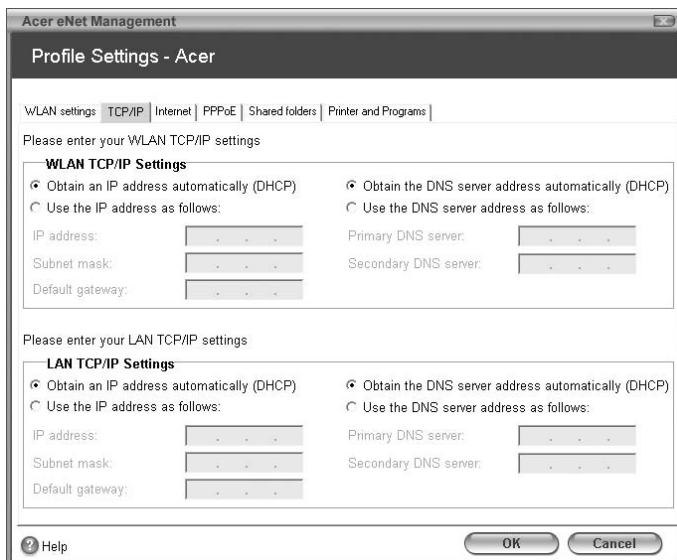 Acer eNet Management
Profile Settings - Acer
WLAN settings TCP/IP Internet PPPoE Shared folders Printer and Programs
Please enter your WLAN TCP/IP settings
WLAN TCP/IP Settings
Obtain an IP address automatically (DHCP) Obtain the DNS server address automatically (DHCP)
Use the IP address as follows: Use the DNS server address as follows:
IP address: Primary DNS server:
Subnet mask: Secondary DNS server:
Default gateway:
Please enter your LAN TCP/IP settings
LAN TCP/IP Settings
Obtain an IP address automatically (DHCP) Obtain the DNS server address automatically (DHCP)
Use the IP address as follows: Use the DNS server address as follows:
IP address: Primary DNS server:
Subnet mask: Secondary DNS server:
Default gateway:
? Help OK Cancel